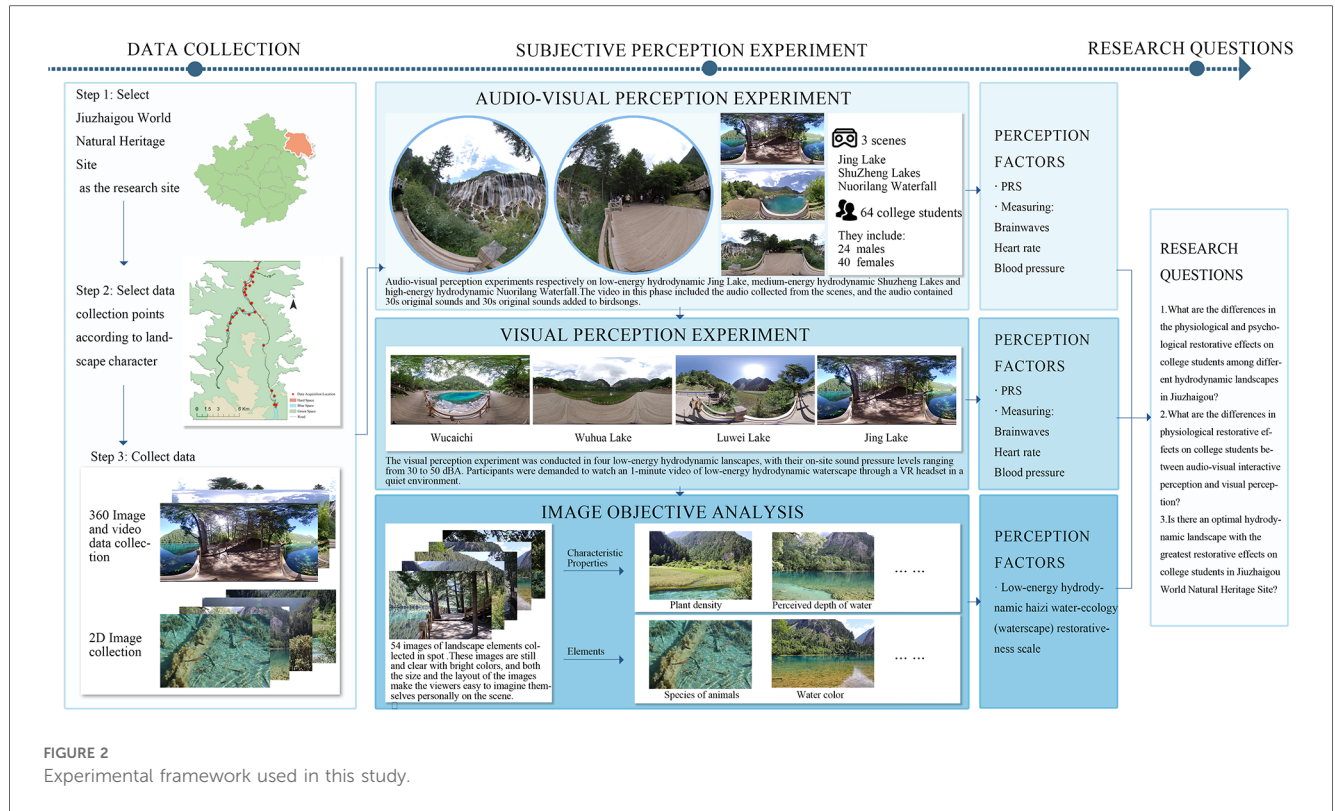 DATA COLLECTION
SUBJECTIVE PERCEPTION EXPERIMENT
RESEARCH QUESTIONS
Step 1: Select
Jiuzhaigou World
Natural Heritage
Site
as the research site
Step 2: Select data
collection points
according to land-
scape character
N
0 1.5 3 6 Km
Data Acquisition Location
Hard Space
Blue Space
Green Space
Road
Step 3: Collect data
360 Image
and video
data collec-
tion
2D Image
collection
AUDIO-VISUAL PERCEPTION EXPERIMENT
3 scenes
Jing Lake
ShuZheng Lakes
Nuorilang Waterfall
64 college students
They include:
24 males
40 females
Audio-visual perception experiments respectively on low-energy hydrodynamic Jing Lake, medium-energy hydrodynamic Shuzheng Lakes and
high-energy hydrodynamic Nuorilang Waterfall.The video in this phase included the audio collected from the scenes, and the audio contained
30s original sounds and 30s original sounds added to birdsongs.
PERCEPTION
FACTORS
· PRS
· Measuring:
Brainwaves
Heart rate
Blood pressure
VISUAL PERCEPTION EXPERIMENT
Wucaichi
Wuhua Lake
Luwei Lake
Jing Lake
The visual perception experiment was conducted in four low-energy hydrodynamic lanscapes, with their on-site sound pressure levels ranging
from 30 to 50 dBA. Participants were demanded to watch an 1-minute video of low-energy hydrodynamic waterscape through a VR headset in a
quiet environment.
PERCEPTION
FACTORS
· PRS
· Measuring:
Brainwaves
Heart rate
Blood pressure
IMAGE OBJECTIVE ANALYSIS
54 images of landscape elements col-
lected in spot .These images are still
and clear with bright colors, and both
the size and the layout of the images
make the viewers easy to imagine them-
selves personally on the scene.
Characteristic
Properties
Plant density
Perceived depth of water
... ...
Elements
Species of animals
Water color
... ...
PERCEPTION
FACTORS
· Low-energy hydrody-
namic haizi water-ecology
(waterscape) restorative-
ness scale
RESEARCH
QUESTIONS
1.What are the differences in
the physiological and psycho-
logical restorative effects on
college students among differ-
ent hydrodynamic landscapes
in Jiuzhaigou?
2.What are the differences in
physiological restorative ef-
fects on college students be-
tween audio-visual interactive
perception and visual percep-
tion?
3.Is there an optimal hydrody-
namic landscape with the
greatest restorative effects on
college students in Jiuzhaigou
World Natural Heritage Site?
FIGURE 2
Experimental framework used in this study.